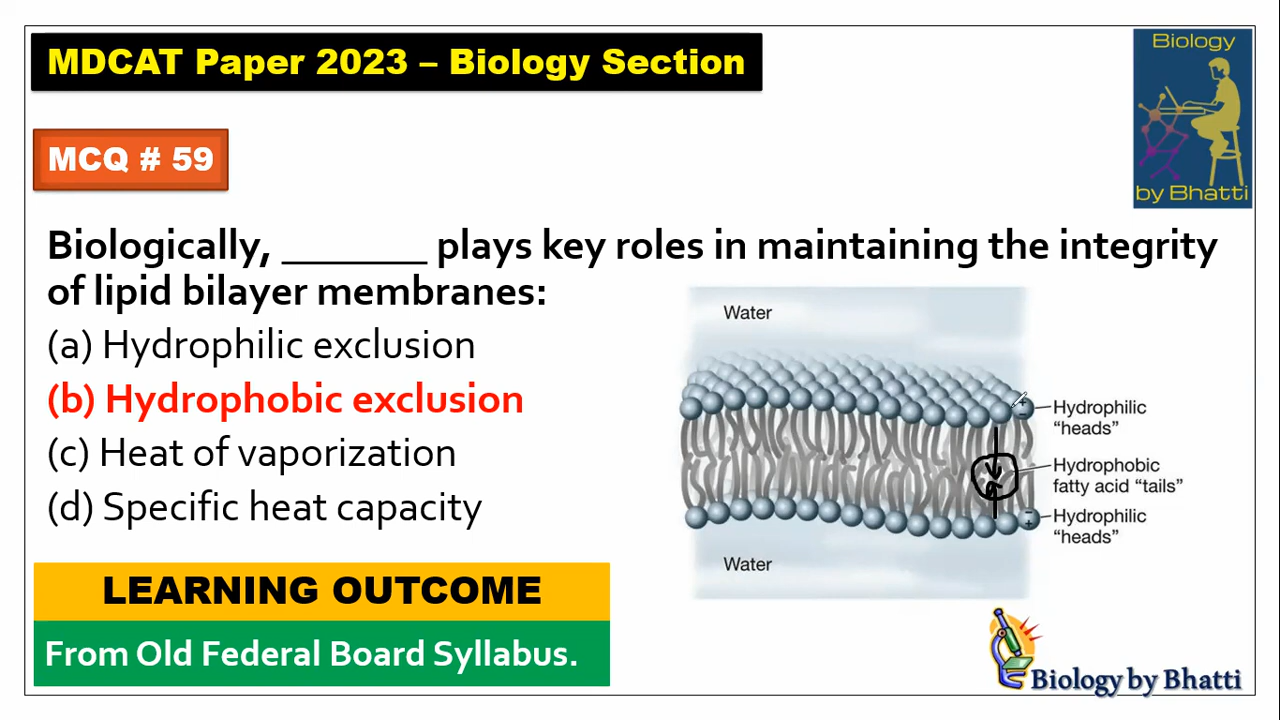 MDCAT Paper 2023 – Biology Section
Biology
by Bhatti
MCQ # 59
Biologically, _______ plays key roles in maintaining the integrity
of lipid bilayer membranes:
(a) Hydrophilic exclusion
(b) Hydrophobic exclusion
(c) Heat of vaporization
(d) Specific heat capacity
Water
+
−
Hydrophilic
“heads”
Hydrophobic
fatty acid “tails”
−
+
Hydrophilic
“heads”
Water
LEARNING OUTCOME
From Old Federal Board Syllabus.
Biology by Bhatti